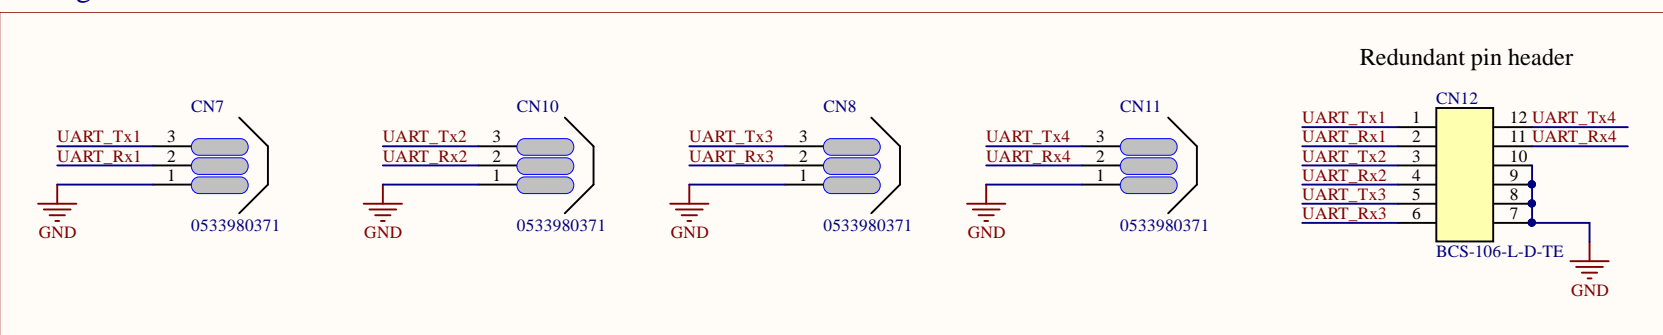 Redundant pin header
CN7
UART_Tx1 3
UART_Rx1 2
1
GND
0533980371
CN10
UART_Tx2 3
UART_Rx2 2
1
GND
0533980371
CN8
UART_Tx3 3
UART_Rx3 2
1
GND
0533980371
CN11
UART_Tx4 3
UART_Rx4 2
1
GND
0533980371
CN12
UART_Tx1 1 12 UART_Tx4
UART_Rx1 2 11 UART_Rx4
UART_Tx2 3 10
UART_Rx2 4 9
UART_Tx3 5 8
UART_Rx3 6 7
BCS-106-L-D-TE
GND